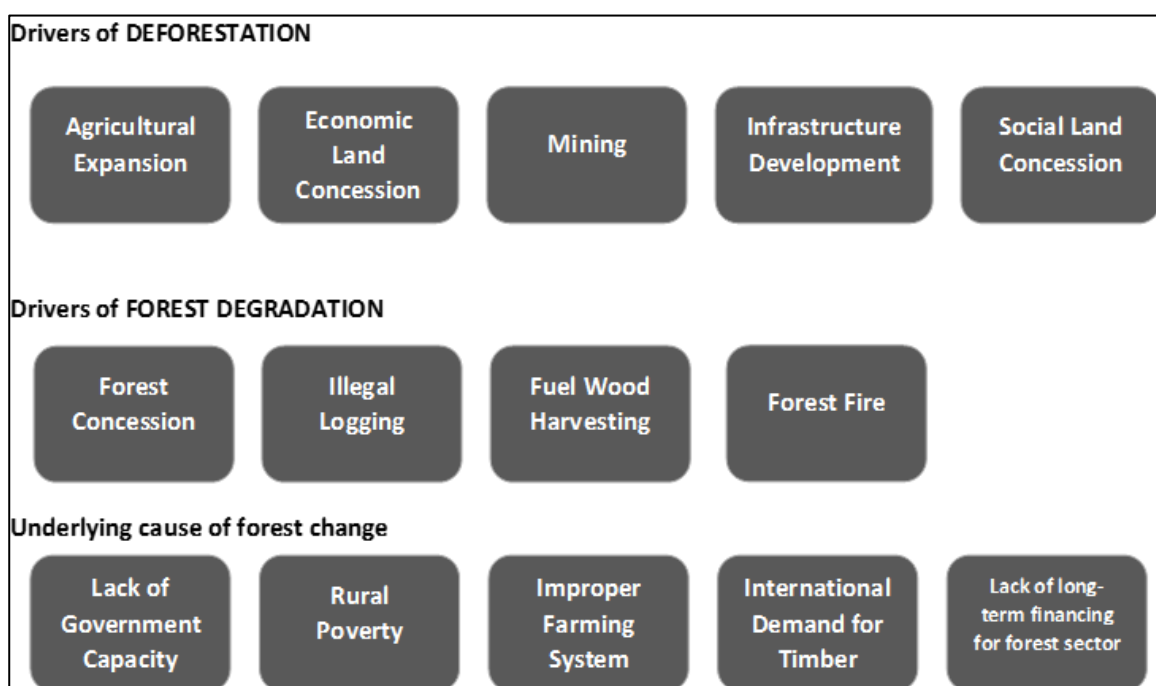 Drivers of DEFORESTATION
Agricultural
Expansion
Economic
Land
Concession
Mining
Infrastructure
Development
Social Land
Concession
Drivers of FOREST DEGRADATION
Forest
Concession
Illegal
Logging
Fuel Wood
Harvesting
Forest Fire
Underlying cause of forest change
Lack of
Government
Capacity
Rural
Poverty
Improper
Farming
System
International
Demand for
Timber
Lack of long-
term financing
for forest sector